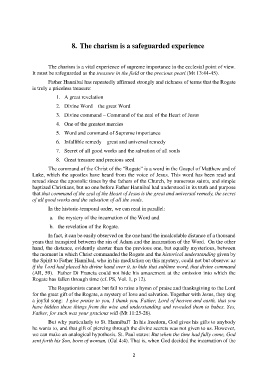 8. The charism is a safeguarded experience
The charism is a vital experience of supreme importance in the ecclesial point of view.
It must be safeguarded as the treasure in the field or the precious pearl (Mt 13:44-45).
Father Hannibal has repeatedly affirmed strongly and richness of terms that the Rogate
is truly a priceless treasure:
1. A great revelation
2. Divine Word the great Word
3. Divine command – Command of the zeal of the Heart of Jesus
4. One of the greatest mercies
5. Word and command of Supreme importance
6. Infallible remedy great and universal remedy
7. Secret of all good works and the salvation of all souls
8. Great treasure and precious seed
The command of the Christ of the "Rogate" is a word in the Gospel of Matthew and of
Luke, which the apostles have heard from the voice of Jesus. This word has been read and
reread since the apostolic times by the fathers of the Church, by numerous saints, and simple
baptized Christians, but no one before Father Hannibal had understood in its truth and purpose
that that command of the zeal of the Heart of Jesus is the great and universal remedy, the secret
of all good works and the salvation of all the souls.
In the historic-temporal order, we can read in parallel:
a. the mystery of the incarnation of the Word and
b. the revelation of the Rogate.
In fact, it can be easily observed on the one hand the incalculable distance of a thousand
years that transpired between the sin of Adam and the incarnation of the Word. On the other
hand, the distance, evidently shorter than the previous one, but equally mysterious, between
the moment in which Christ commanded the Rogate and the historical understanding given by
the Spirit to Father Hannibal, who in his meditation on this mystery, could not but observe: as
if the Lord had placed his divine hand over it, to hide that sublime word, that divine command
(AR, 59). Father Di Francia could not hide his amazement at the omission into which the
Rogate has fallen through time (cf. PS, Vol. 1, p.12).
The Rogationists cannot but fail to raise a hymn of praise and thanksgiving to the Lord
for the great gift of the Rogate, a mystery of love and salvation. Together with Jesus, they sing
a joyful song: I give praise to you, I thank you, Father, Lord of heaven and earth, that you
have hidden these things from the wise and understanding and revealed them to babes. Yes,
Father, for such was your gracious will (Mt 11:25-26).
But why particularly to St. Hannibal? In his freedom, God gives his gift to anybody
he wants to, and that gift of piercing through the divine secrets was not given to us. However,
we can make an analogical hypothesis. St. Paul states: But when the time had fully come, God
sent forth his Son, born of woman, (Gal 4:4). That is, when God decided the incarnation of the
2